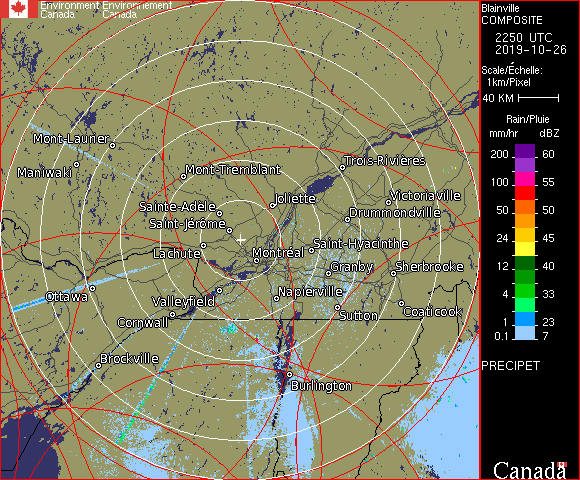 Environment Environnement
Canada Canada
Blainville
COMPOSITE
2250 UTC
2019-10-26
Scale/Échelle:
1km/Pixel
40 KM
Rain/Pluie
mm/hr dBZ
200 60
100 55
50 50
24 45
12 40
4 33
1 23
0.1 7
PRECIPET
Canada
Mont-Laurier
Maniwaki
Mont-Tremblant
Trois-Rivières
Joliette
Victoriaville
Sainte-Adèle
Drummondville
Saint-Jérôme
Saint-Hyacinthe
Lachute
Montréal
Granby
Sherbrooke
Ottawa
Valleyfield
Napierville
Coaticook
Cornwall
Sutton
Brockville
Burlington